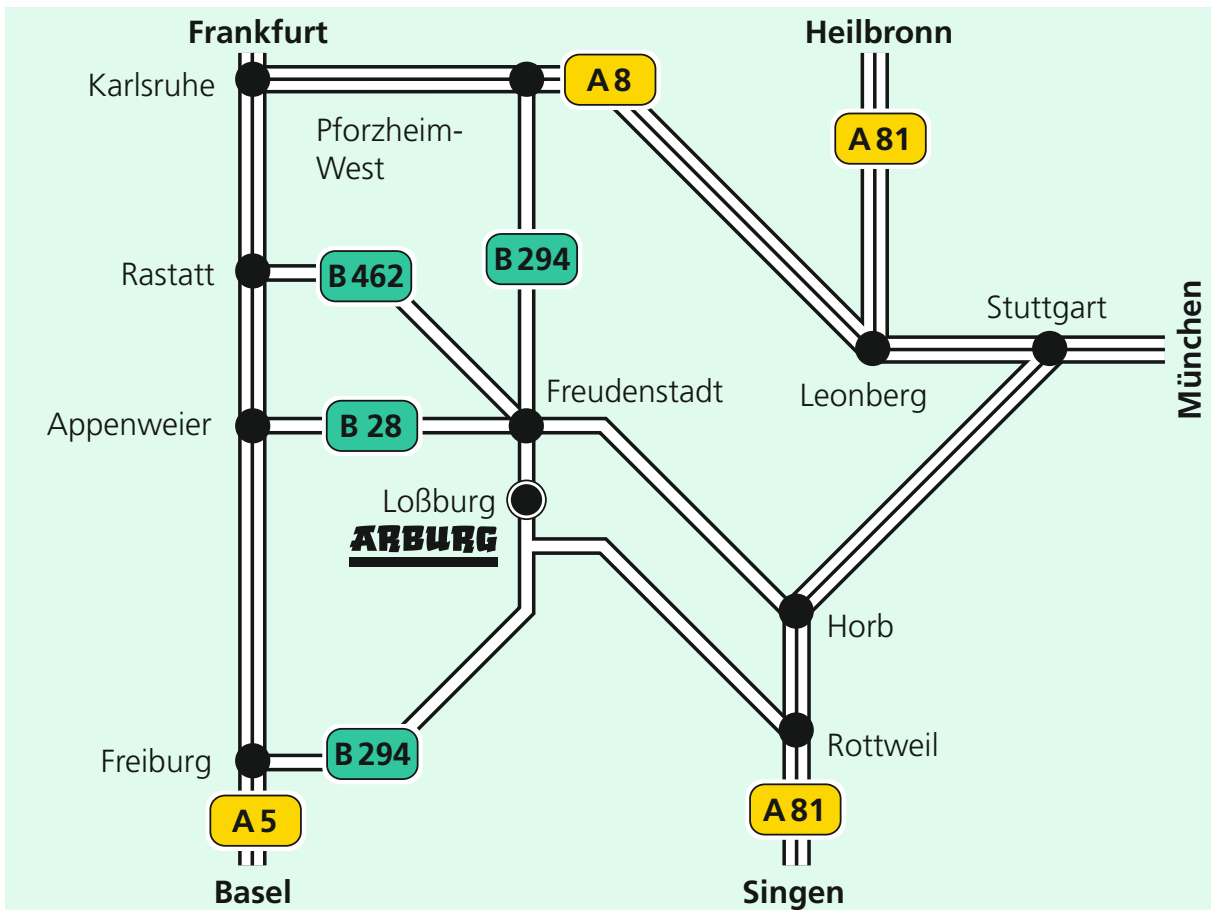 Frankfurt
Heilbronn
Karlsruhe
A 8
Pforzheim-
West
A 81
B 294
Rastatt
B 462
Stuttgart
München
Freudenstadt
Leonberg
Appenweier
B 28
Loßburg
ARBURG
Horb
Rottweil
Freiburg
B 294
A 5
A 81
Basel
Singen